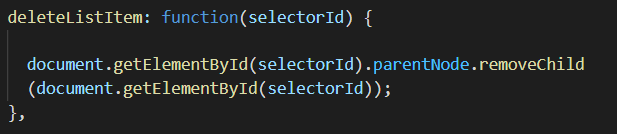 deleteListItem: function(selectorId) {
document.getElementById(selectorId).parentNode.removeChild
(document.getElementById(selectorId));
},